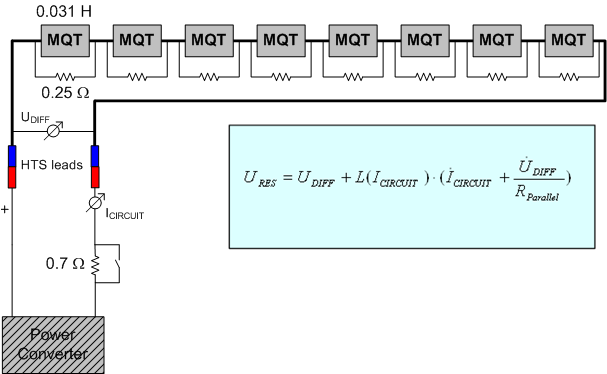 0.031 H
MQT MQT MQT MQT MQT MQT MQT MQT
0.25 Ω
U_DIFF
HTS leads
+
I_CIRCUIT
U_RES = U_DIFF + L(I_CIRCUIT) · (İ_CIRCUIT + U̇_DIFF / R_Parallel)
0.7 Ω
Power
Converter